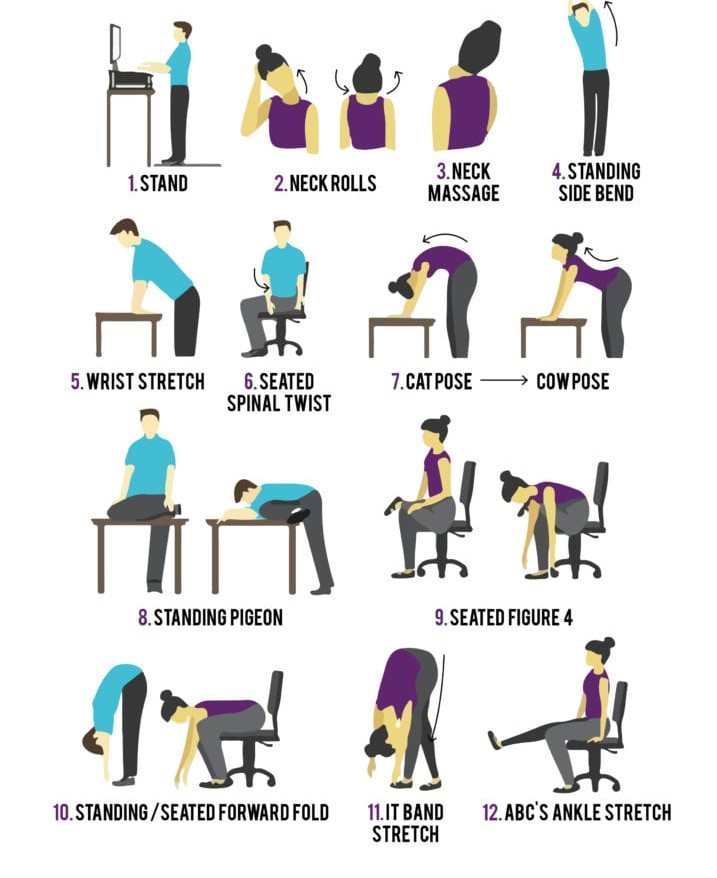 1. STAND
2. NECK ROLLS
3. NECK
MASSAGE
4. STANDING
SIDE BEND
5. WRIST STRETCH
6. SEATED
SPINAL TWIST
7. CAT POSE → COW POSE
8. STANDING PIGEON
9. SEATED FIGURE 4
10. STANDING / SEATED FORWARD FOLD
11. IT BAND
STRETCH
12. ABC'S ANKLE STRETCH